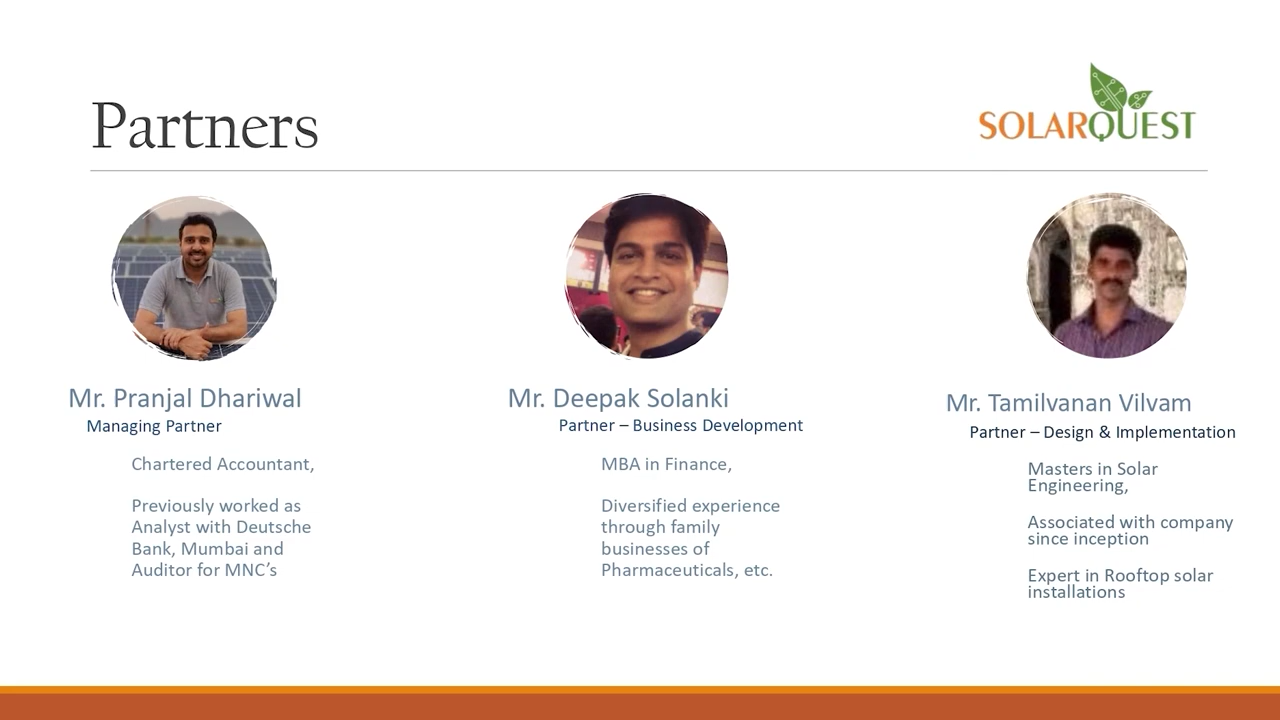 Partners
SOLARQUEST
Mr. Pranjal Dhariwal
Managing Partner
Chartered Accountant,
Previously worked as
Analyst with Deutsche
Bank, Mumbai and
Auditor for MNC’s
Mr. Deepak Solanki
Partner – Business Development
MBA in Finance,
Diversified experience
through family
businesses of
Pharmaceuticals, etc.
Mr. Tamilvanan Vilvam
Partner – Design & Implementation
Masters in Solar
Engineering,
Associated with company
since inception
Expert in Rooftop solar
installations